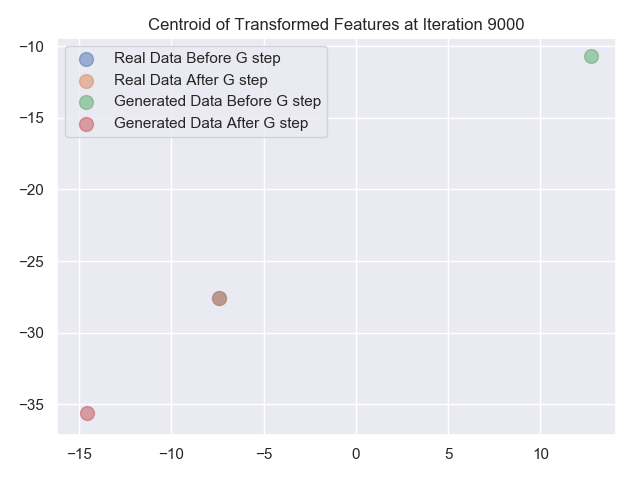 Centroid of Transformed Features at Iteration 9000
Real Data Before G step
Real Data After G step
Generated Data Before G step
Generated Data After G step
−10
−15
−20
−25
−30
−35
−15 −10 −5 0 5 10